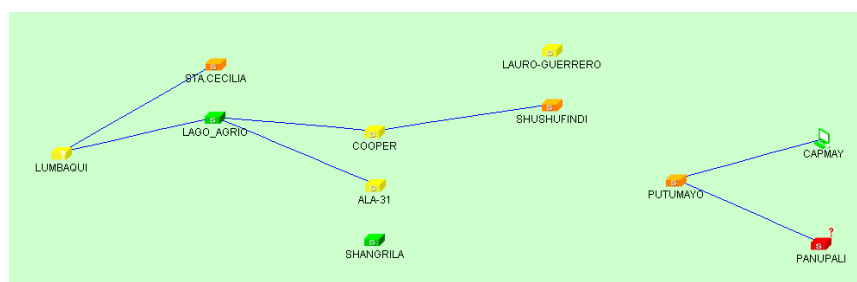 LAURO-GUERRERO
STA.CECILIA
SHUSHUFINDI
LAGO_AGRIO
COOPER
CAPMAY
LUMBAQUI
PUTUMAYO
ALA-31
SHANGRILA
PANUPALI